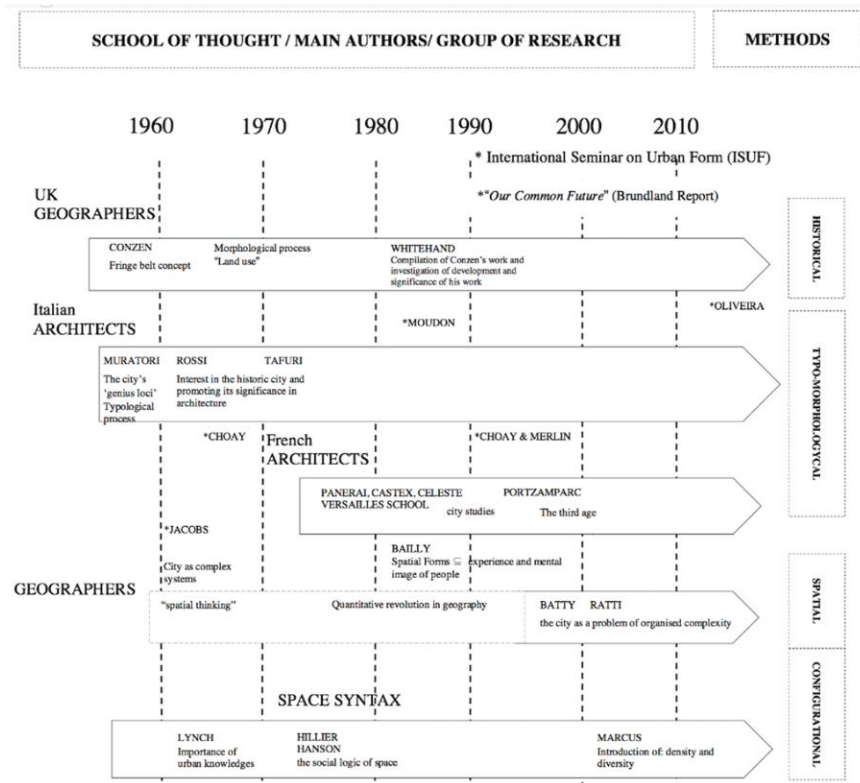 SCHOOL OF THOUGHT / MAIN AUTHORS/ GROUP OF RESEARCH
METHODS
1960 1970 1980 1990 2000 2010
* International Seminar on Urban Form (ISUF)
*“Our Common Future” (Brundland Report)
UK
GEOGRAPHERS
CONZEN
Fringe belt concept
Morphological process
"Land use"
WHITEHAND
Compilation of Conzen's work and
investigation of development and
significance of his work
HISTORICAL
*OLIVEIRA
Italian
ARCHITECTS
*MOUDON
MURATORI
The city's
'genius loci'
Typological
process
ROSSI TAFURI
Interest in the historic city and
promoting its significance in
architecture
TYPO-MORPHOLOGYCAL
*CHOAY
French
ARCHITECTS
*CHOAY & MERLIN
PANERAI, CASTEX, CELESTE
VERSAILLES SCHOOL
city studies
PORTZAMPARC
The third age
*JACOBS
City as complex
systems
BAILLY
Spatial Forms ⊆ experience and mental
image of people
GEOGRAPHERS
“spatial thinking”
Quantitative revolution in geography
BATTY RATTI
the city as a problem of organised complexity
SPATIAL
SPACE SYNTAX
LYNCH
Importance of
urban knowledges
HILLIER
HANSON
the social logic of space
MARCUS
Introduction of: density and
diversity
CONFIGURATIONAL